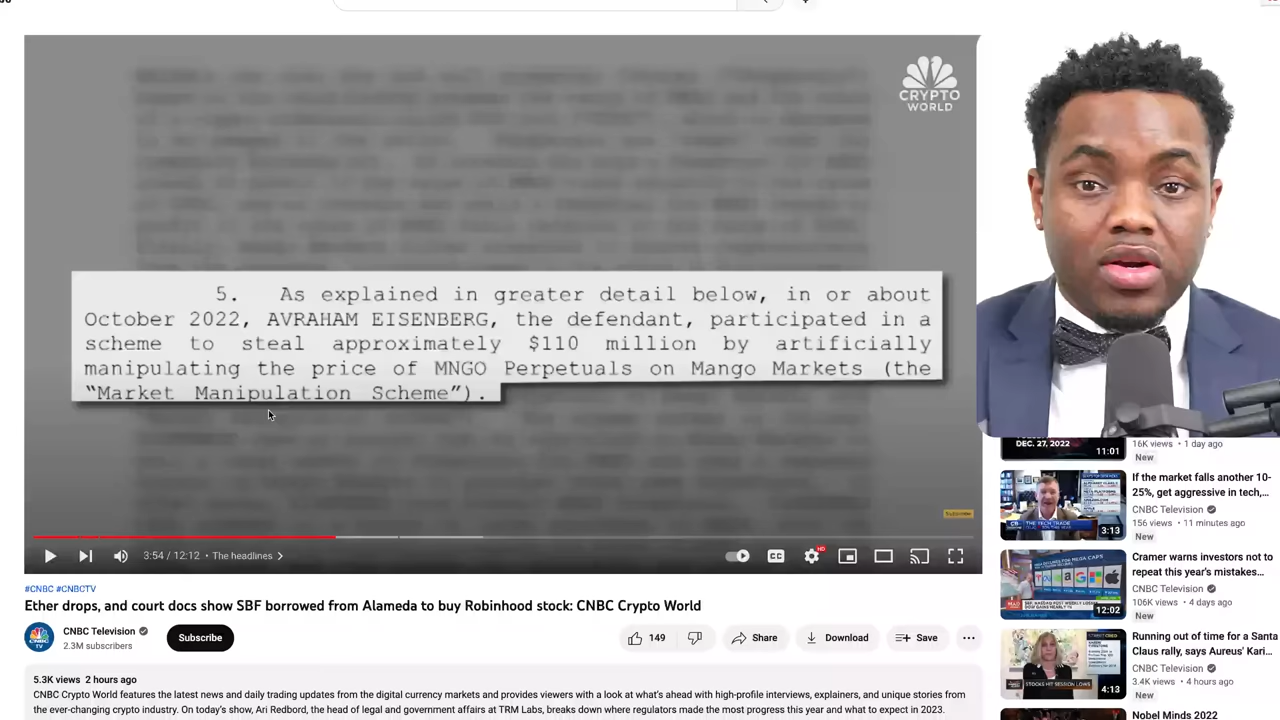 CRYPTO
WORLD
5. As explained in greater detail below, in or about
October 2022, AVRAHAM EISENBERG, the defendant, participated in a
scheme to steal approximately $110 million by artificially
manipulating the price of MNGO Perpetuals on Mango Markets (the
“Market Manipulation Scheme”).
3:54 / 12:12 • The headlines
CC
HD
#CNBC #CNBCTV
Ether drops, and court docs show SBF borrowed from Alameda to buy Robinhood stock: CNBC Crypto World
CNBC Television
2.3M subscribers
Subscribe
149
Share
Download
Save
5.3K views 2 hours ago
CNBC Crypto World features the latest news and daily trading updates from the digital currency markets and provides viewers with a look at what's ahead with high-profile interviews, explainers, and unique stories from
the ever-changing crypto industry. On today's show, Ari Redbord, the head of legal and government affairs at TRM Labs, breaks down where regulators made the most progress this year and what to expect in 2023.
DEC. 27, 2022
11:01
16K views • 1 day ago
New
If the market falls another 10-
25%, get aggressive in tech,...
CNBC Television
156 views • 11 minutes ago
New
THE TECH TRADE
3:13
Cramer warns investors not to
repeat this year's mistakes...
CNBC Television
106K views • 4 days ago
New
12:02
Running out of time for a Santa
Claus rally, says Aureus' Kari...
CNBC Television
3.4K views • 4 hours ago
New
STOCKS HIT SESSION LOWS
4:13
Nobel Minds 2022